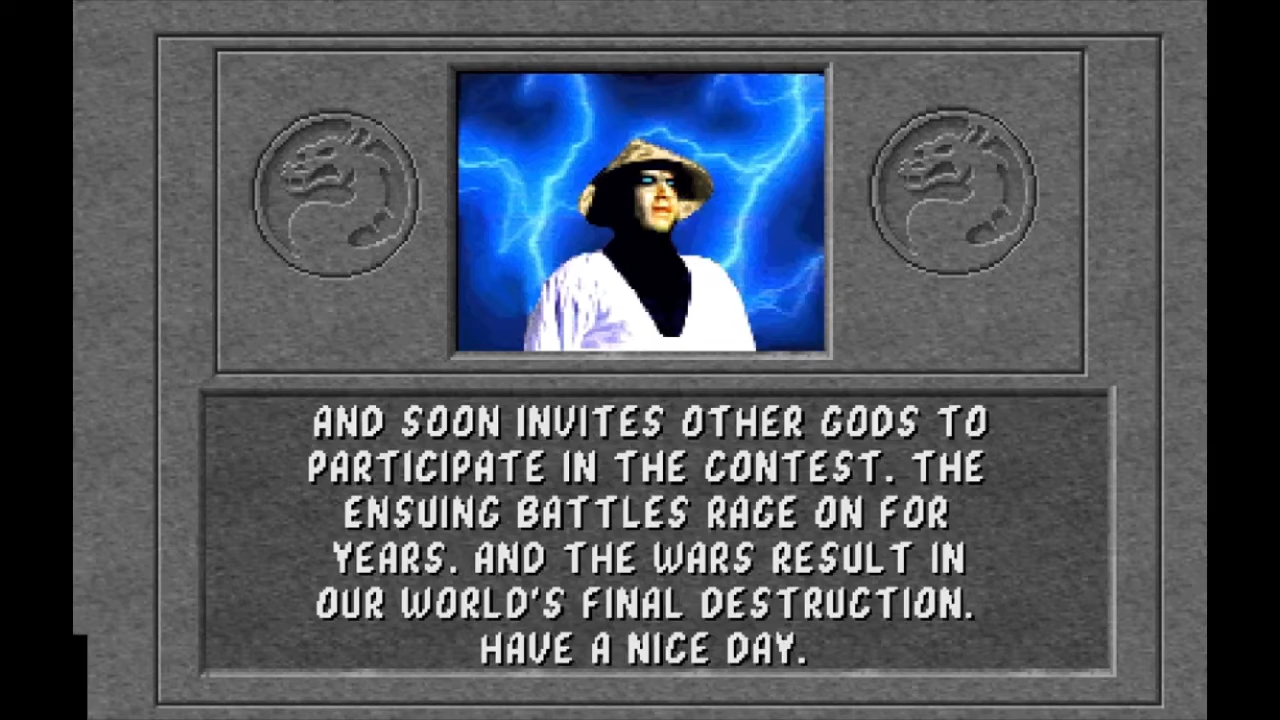 AND SOON INVITES OTHER GODS TO
PARTICIPATE IN THE CONTEST. THE
ENSUING BATTLES RAGE ON FOR
YEARS. AND THE WARS RESULT IN
OUR WORLD'S FINAL DESTRUCTION.
HAVE A NICE DAY.